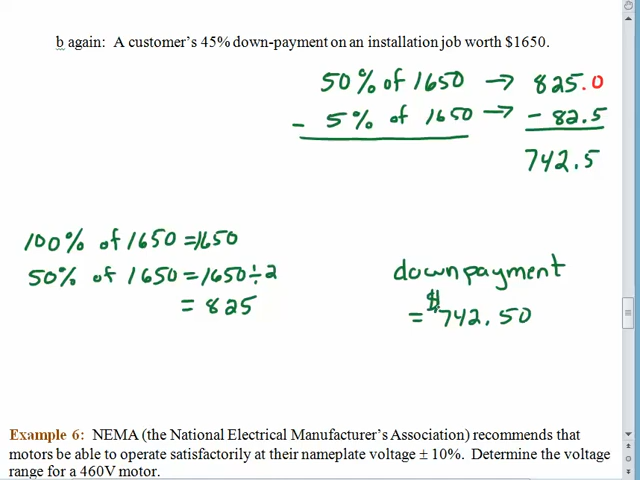 b again: A customer's 45% down-payment on an installation job worth $1650.
50% of 1650 → 825.0
- 5% of 1650 → - 82.5
742.5
100% of 1650 = 1650
50% of 1650 = 1650 ÷ 2
= 825
down payment
= $742.50
Example 6: NEMA (the National Electrical Manufacturer's Association) recommends that
motors be able to operate satisfactorily at their nameplate voltage ± 10%. Determine the voltage
range for a 460V motor.